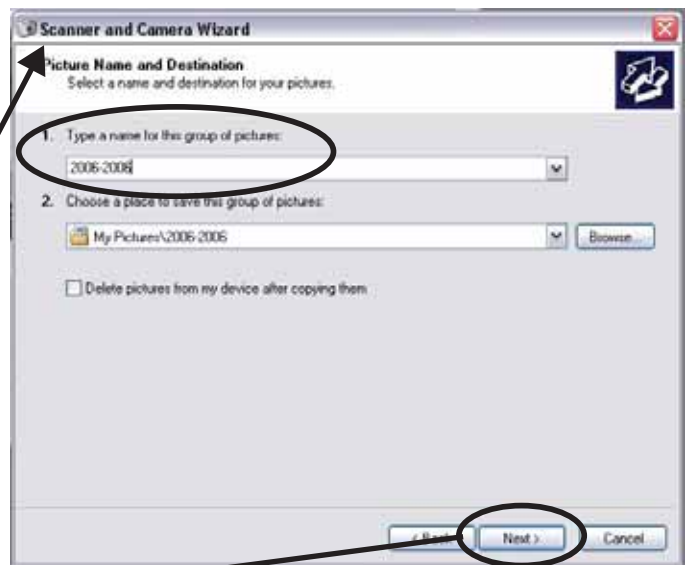 Scanner and Camera Wizard
Picture Name and Destination
Select a name and destination for your pictures.
1. Type a name for this group of pictures:
2006-2006
2. Choose a place to save this group of pictures:
My Pictures\2006-2006
Browse...
Delete pictures from my device after copying them
< Back
Next >
Cancel